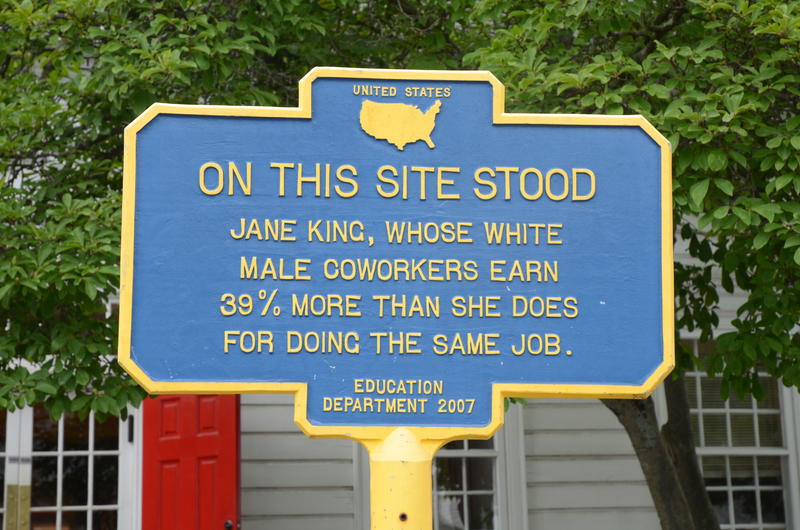 UNITED STATES
ON THIS SITE STOOD
JANE KING, WHOSE WHITE
MALE COWORKERS EARN
39% MORE THAN SHE DOES
FOR DOING THE SAME JOB.
EDUCATION
DEPARTMENT 2007